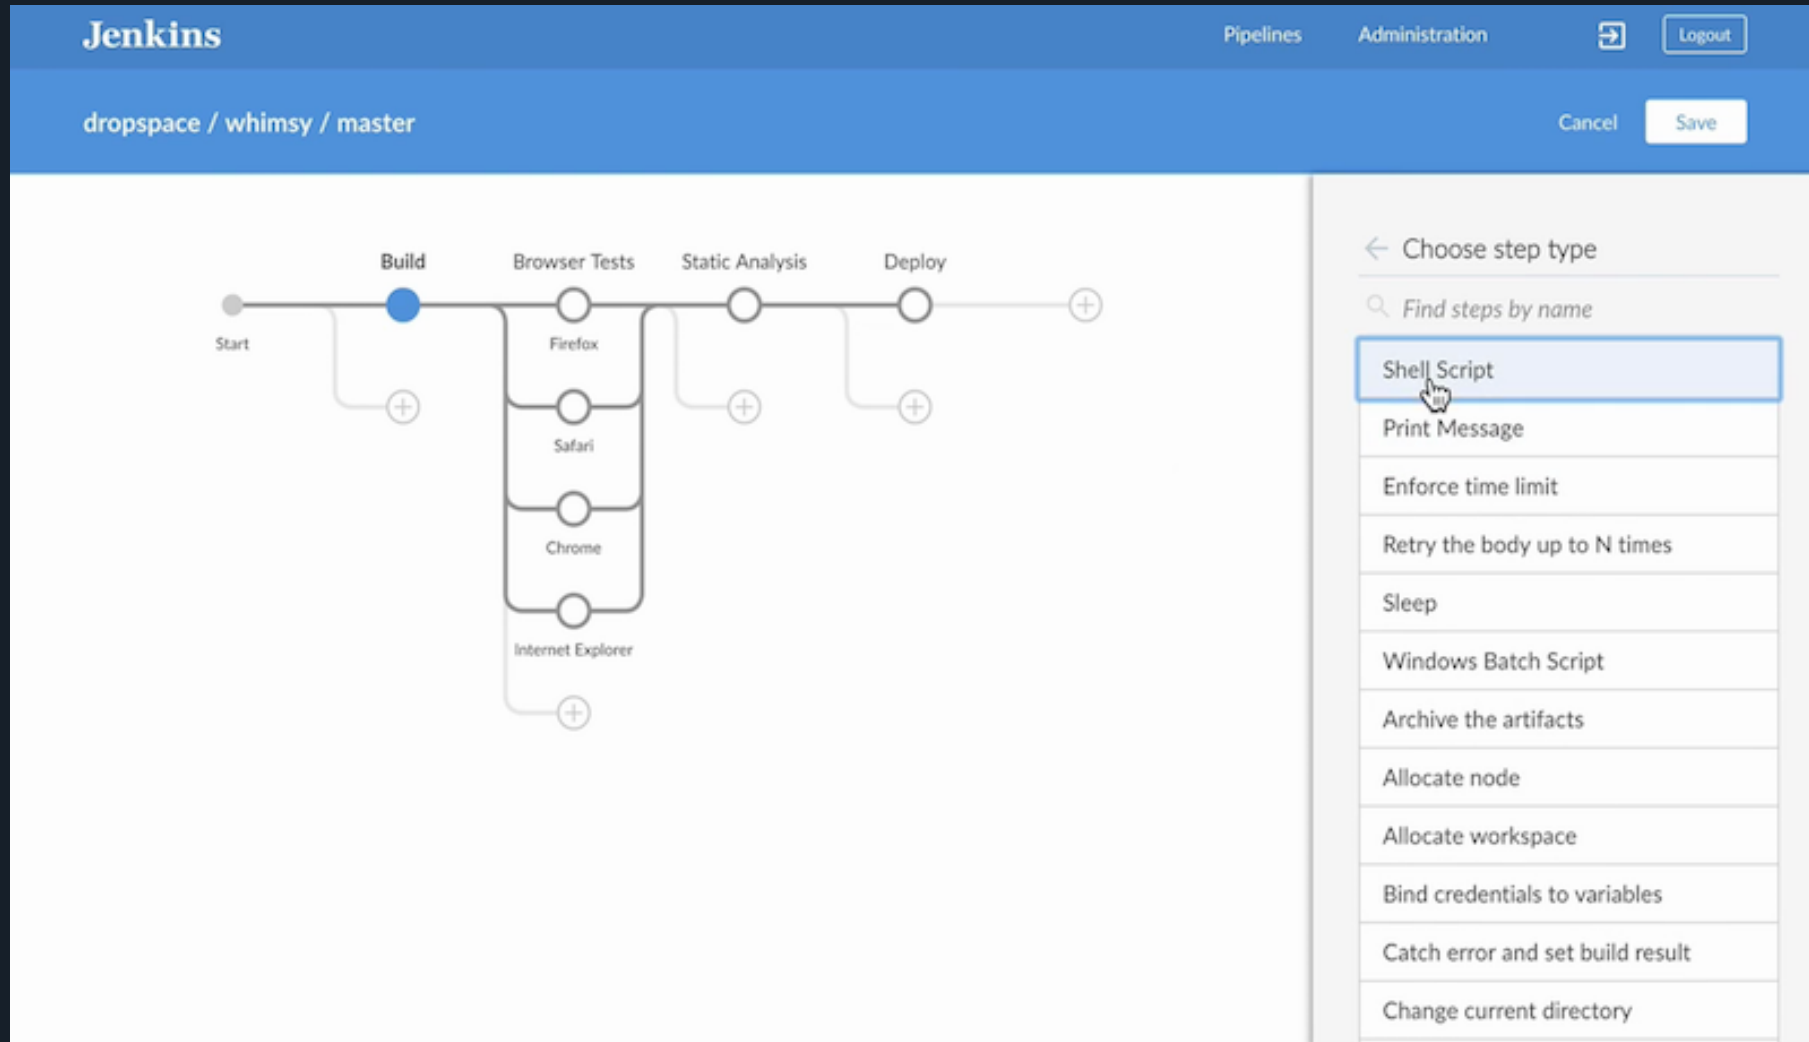 Jenkins
Pipelines
Administration
Logout
dropspace / whimsy / master
Cancel
Save
Build
Browser Tests
Static Analysis
Deploy
Start
Firefox
Safari
Chrome
Internet Explorer
Choose step type
Find steps by name
Shell Script
Print Message
Enforce time limit
Retry the body up to N times
Sleep
Windows Batch Script
Archive the artifacts
Allocate node
Allocate workspace
Bind credentials to variables
Catch error and set build result
Change current directory